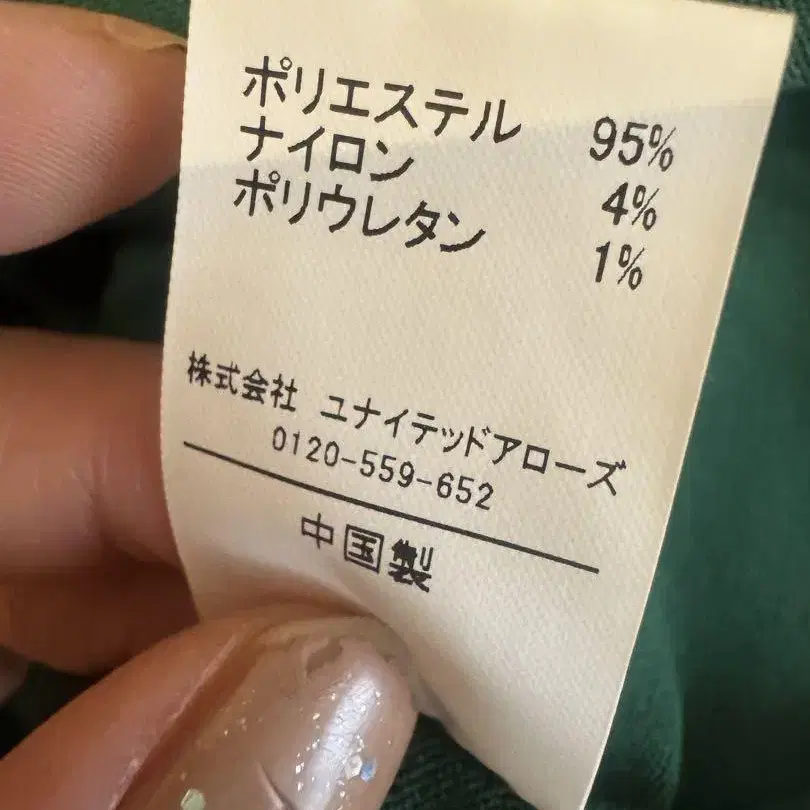 ポリエステル 95%
ナイロン 4%
ポリウレタン 1%
株式会社 ユナイテッドアローズ
0120-559-652
中国製